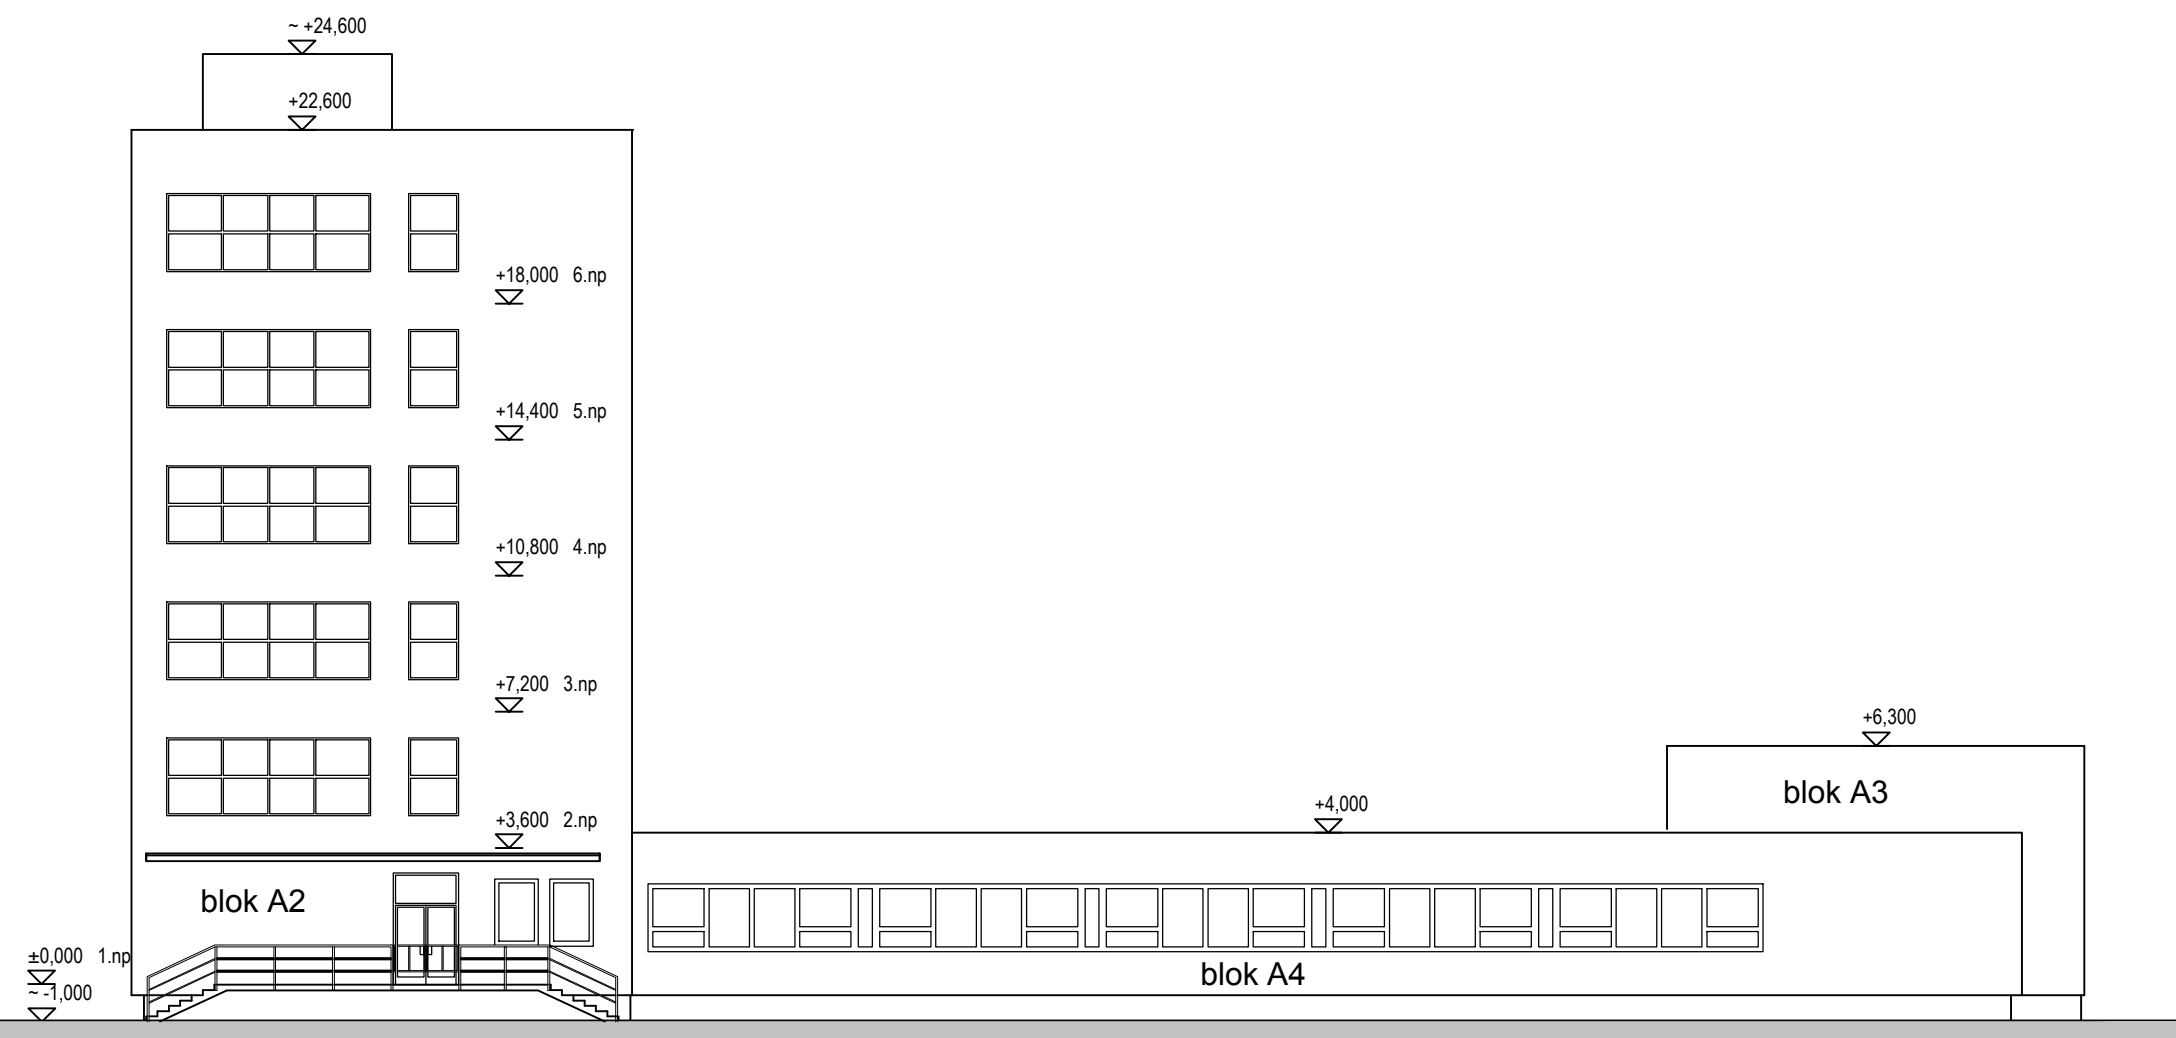 ~ +24,600
+22,600
+18,000 6.np
+14,400 5.np
+10,800 4.np
+7,200 3.np
+6,300
blok A3
+4,000
+3,600 2.np
blok A2
±0,000 1.np
blok A4
~ -1,000